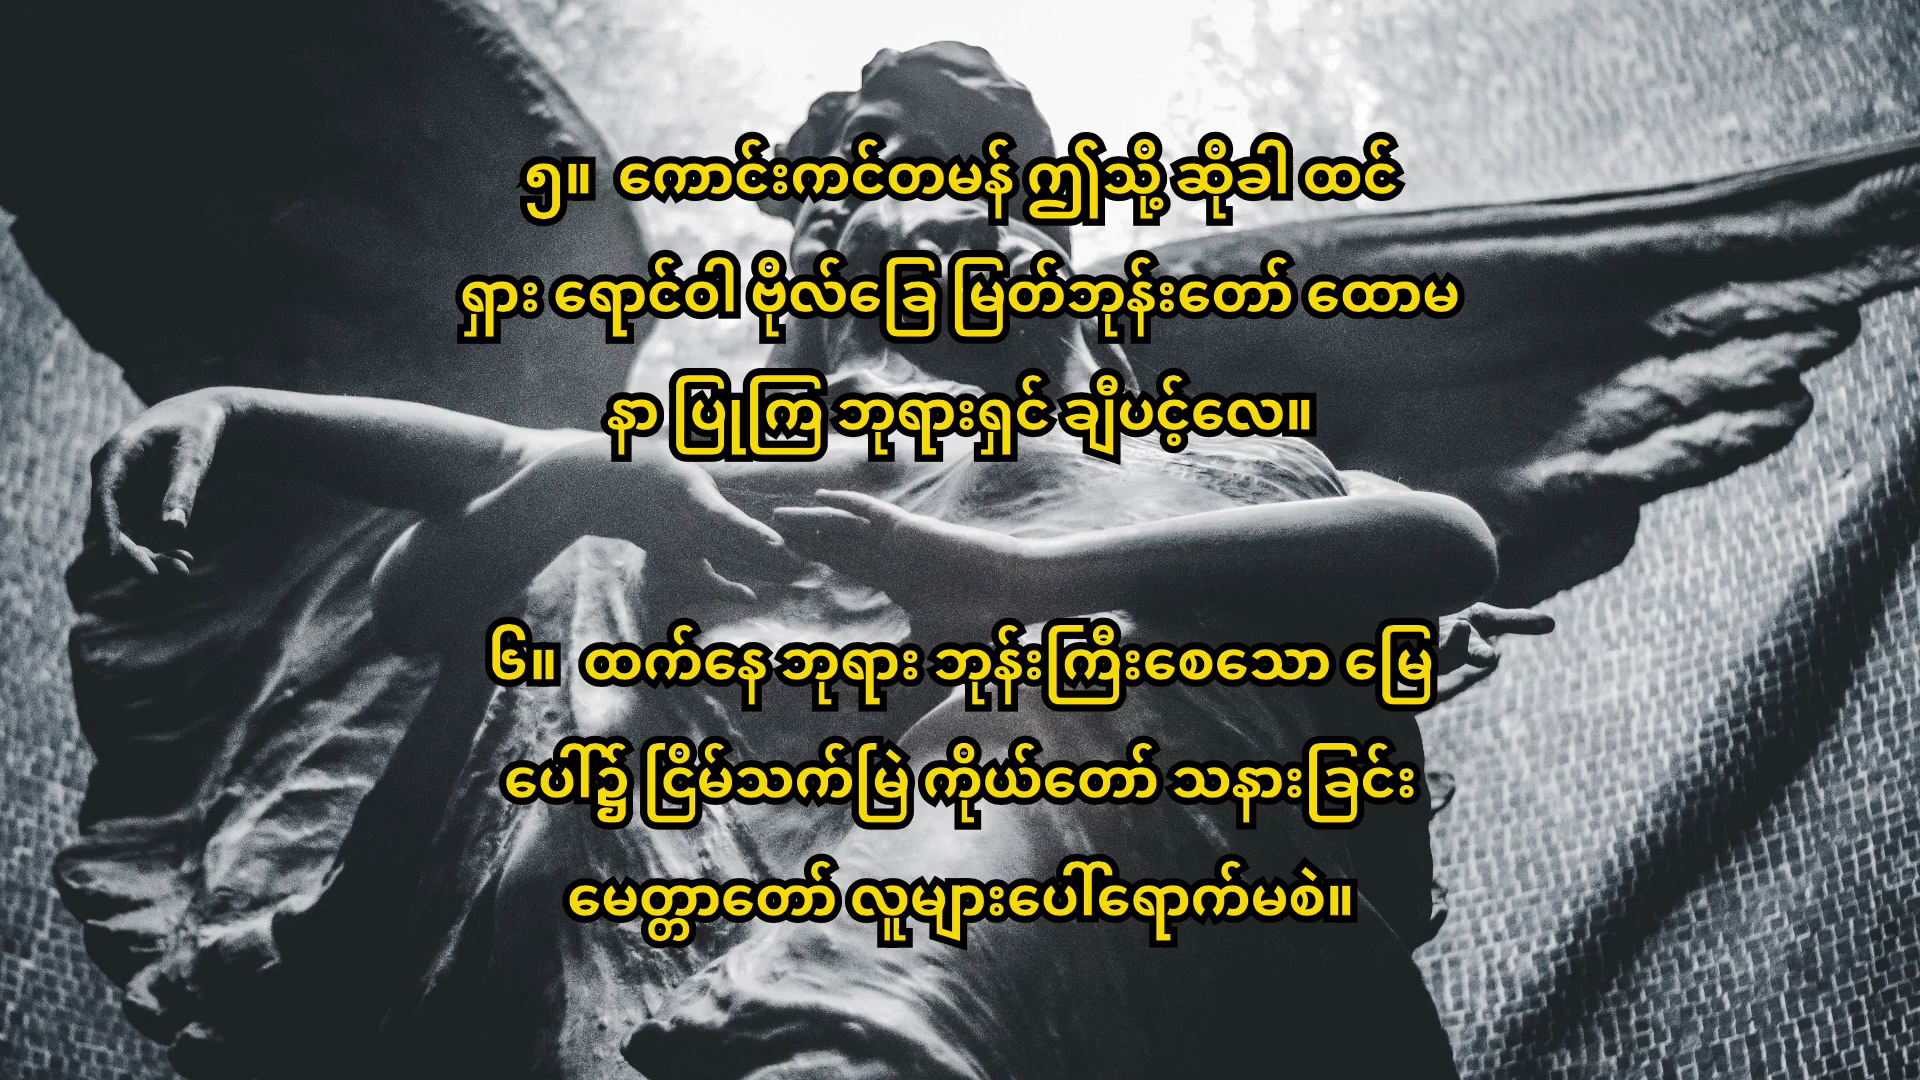 ၅။ ကောင်းကင်တမန် ဤသို့ ဆိုခါ ထင်
ရှား ရောင်ဝါ ဗိုလ်ခြေ မြတ်ဘုန်းတော် ထောမ
နာ ပြုကြ ဘုရားရှင် ချီပင့်လေ။
၆။ ထက်နေ ဘုရား ဘုန်းကြီးစေသော မြေ
ပေါ်၌ ငြိမ်သက်မြဲ ကိုယ်တော် သနားခြင်း
မေတ္တာတော် လူများပေါ်ရောက်မစဲ။